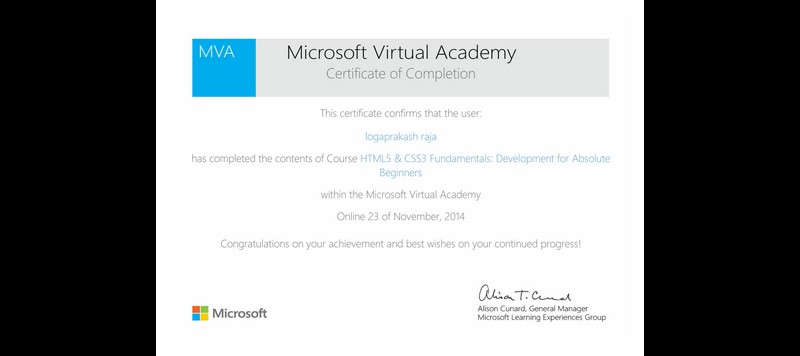 MVA
Microsoft Virtual Academy
Certificate of Completion
This certificate confirms that the user:
logaprakash raja
has completed the contents of Course HTML5 & CSS3 Fundamentals: Development for Absolute
Beginners
within the Microsoft Virtual Academy
Online 23 of November, 2014
Congratulations on your achievement and best wishes on your continued progress!
Alison T. Cunard
Alison Cunard, General Manager
Microsoft Learning Experiences Group
Microsoft